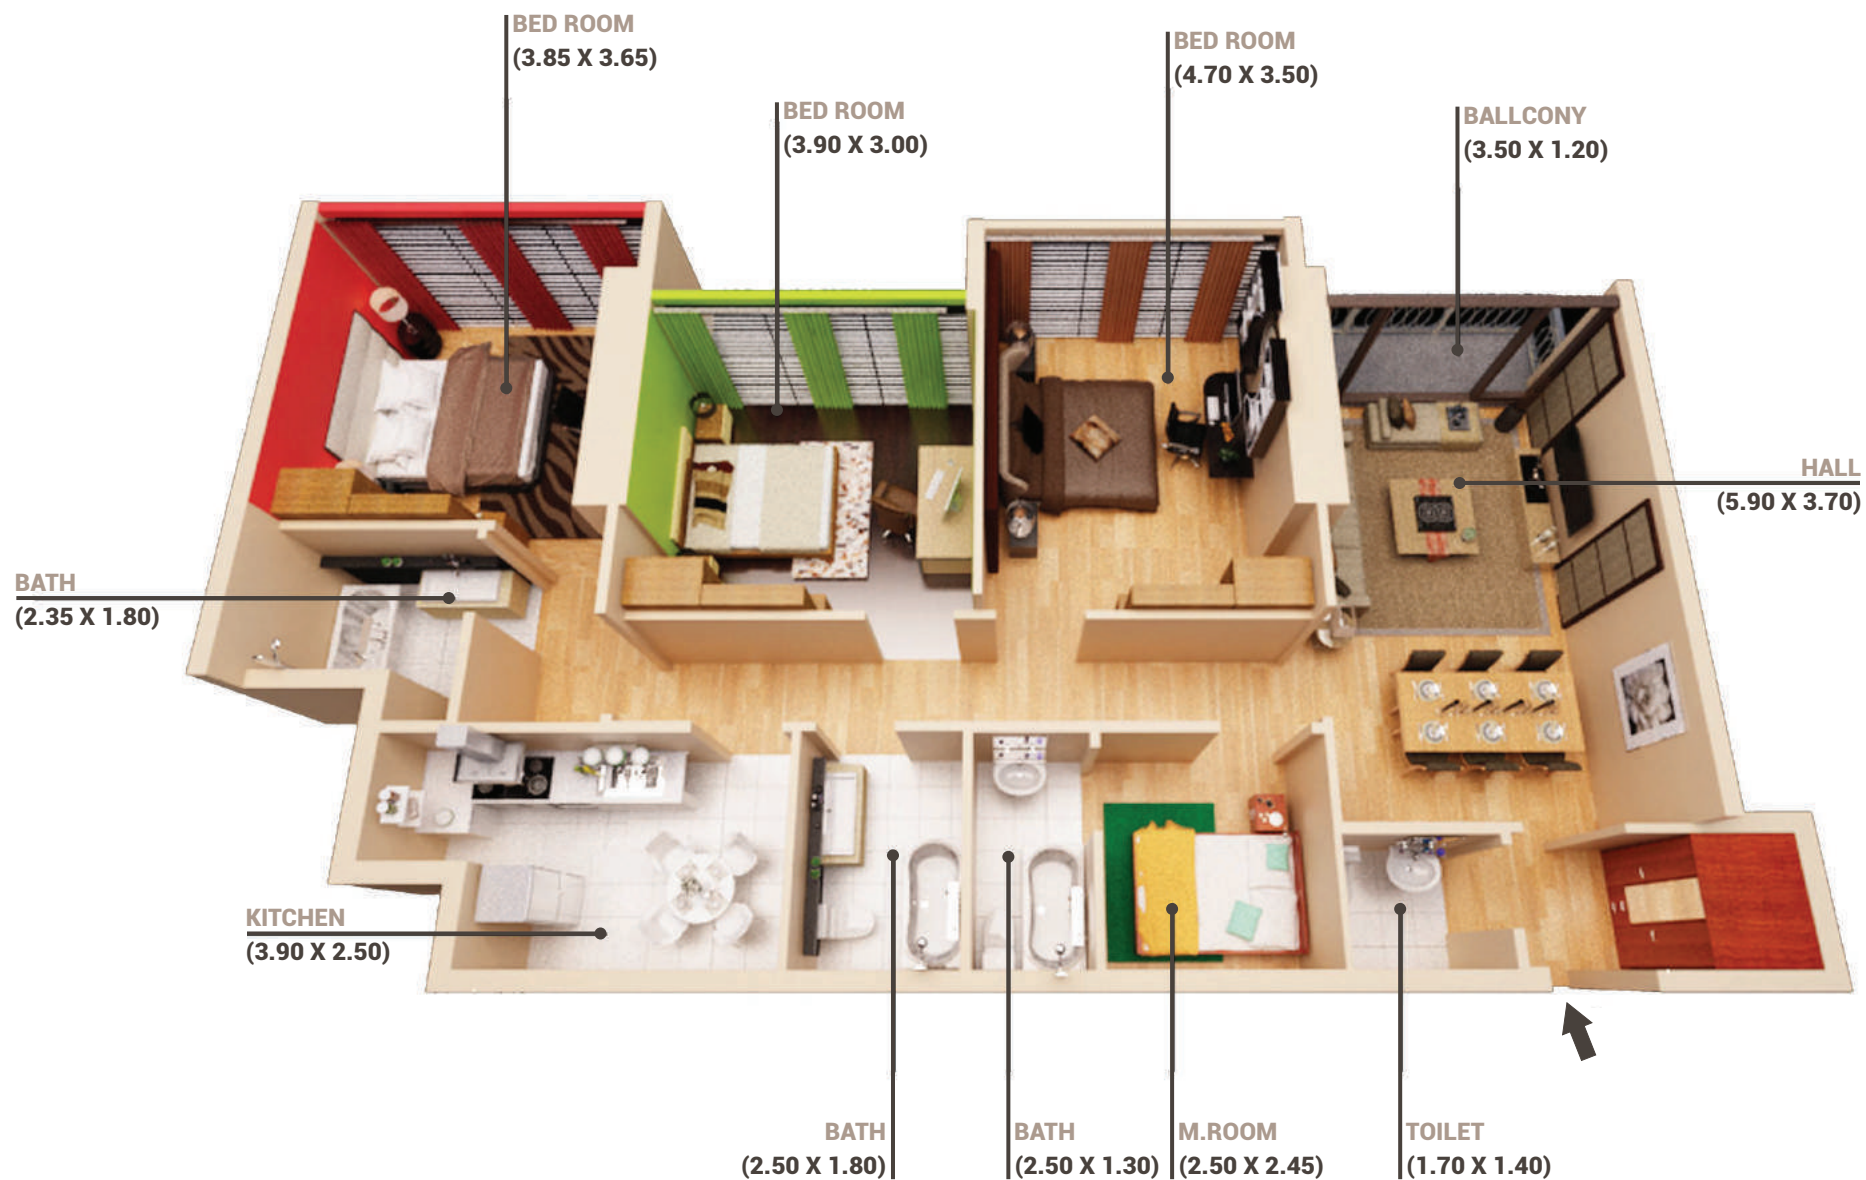 BED ROOM
(3.85 X 3.65)
BED ROOM
(4.70 X 3.50)
BED ROOM
(3.90 X 3.00)
BALLCONY
(3.50 X 1.20)
HALL
(5.90 X 3.70)
BATH
(2.35 X 1.80)
KITCHEN
(3.90 X 2.50)
BATH
(2.50 X 1.80)
BATH
(2.50 X 1.30)
M.ROOM
(2.50 X 2.45)
TOILET
(1.70 X 1.40)